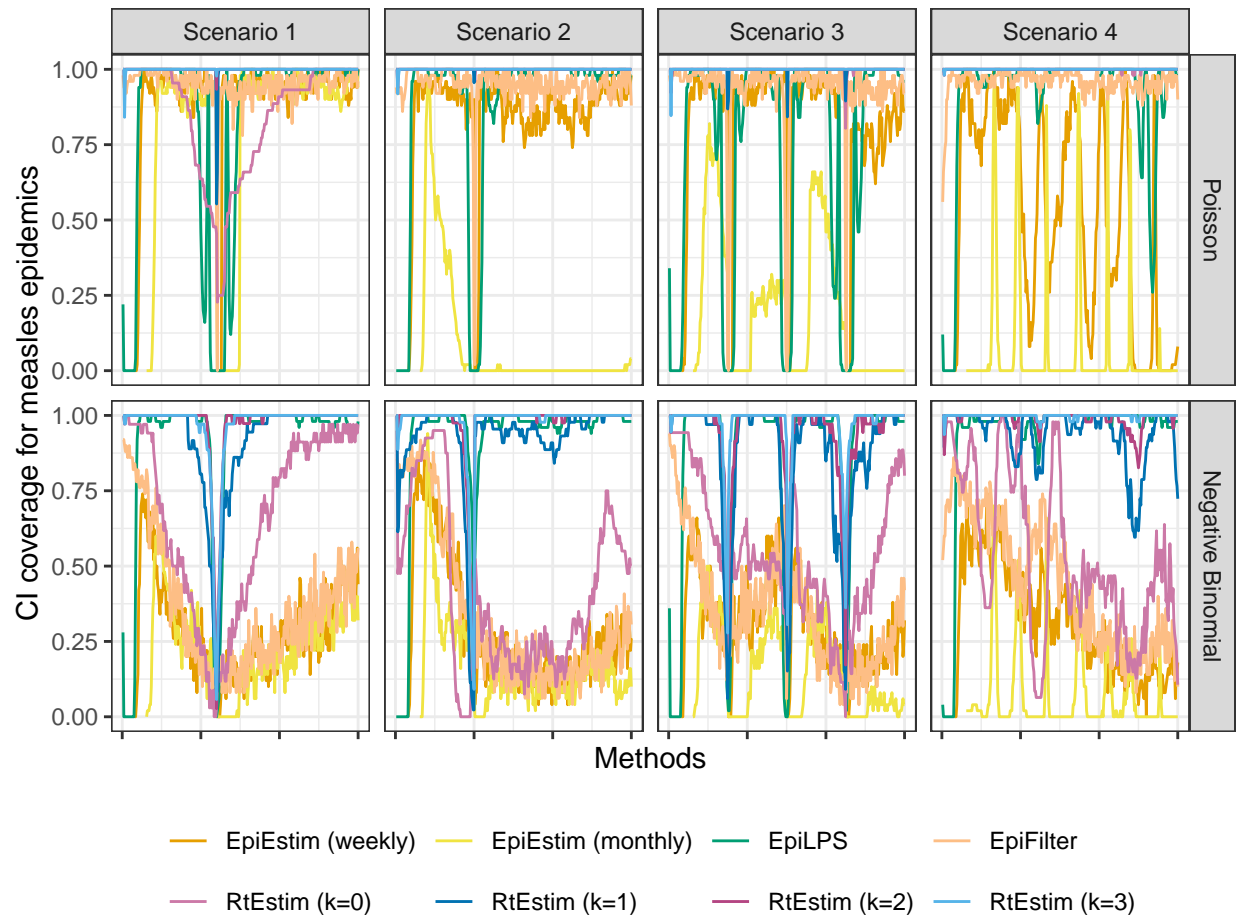 Scenario 1 Scenario 2 Scenario 3 Scenario 4
CI coverage for measles epidemics
1.00
0.75
0.50
0.25
0.00
Poisson
1.00
0.75
0.50
0.25
0.00
Negative Binomial
Methods
EpiEstim (weekly) EpiEstim (monthly) EpiLPS EpiFilter
RtEstim (k=0) RtEstim (k=1) RtEstim (k=2) RtEstim (k=3)